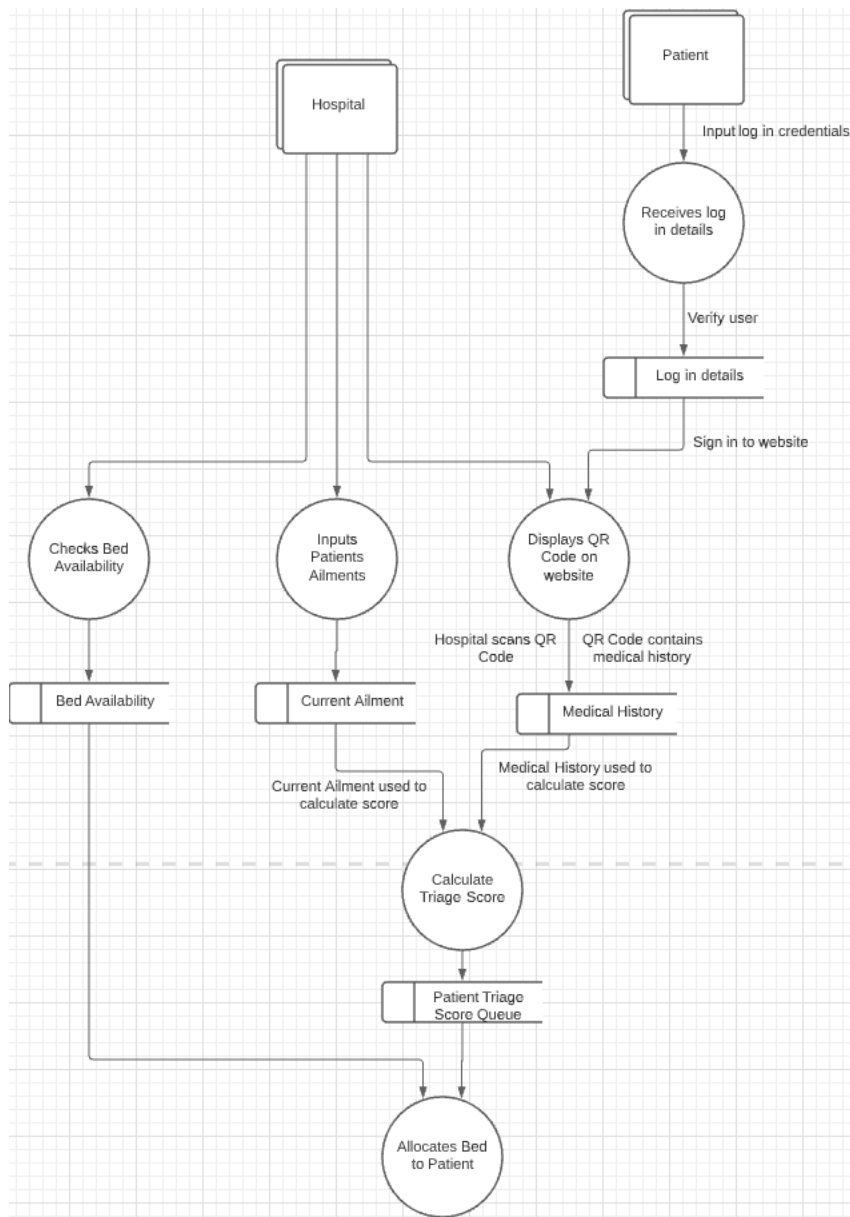 Patient
Hospital
Input log in credentials
Receives log
in details
Verify user
Log in details
Sign in to website
Checks Bed
Availability
Inputs
Patients
Ailments
Displays QR
Code on
website
Hospital scans QR
Code
QR Code contains
medical history
Bed Availability
Current Ailment
Medical History
Current Ailment used to
calculate score
Medical History used to
calculate score
Calculate
Triage Score
Patient Triage
Score Queue
Allocates Bed
to Patient